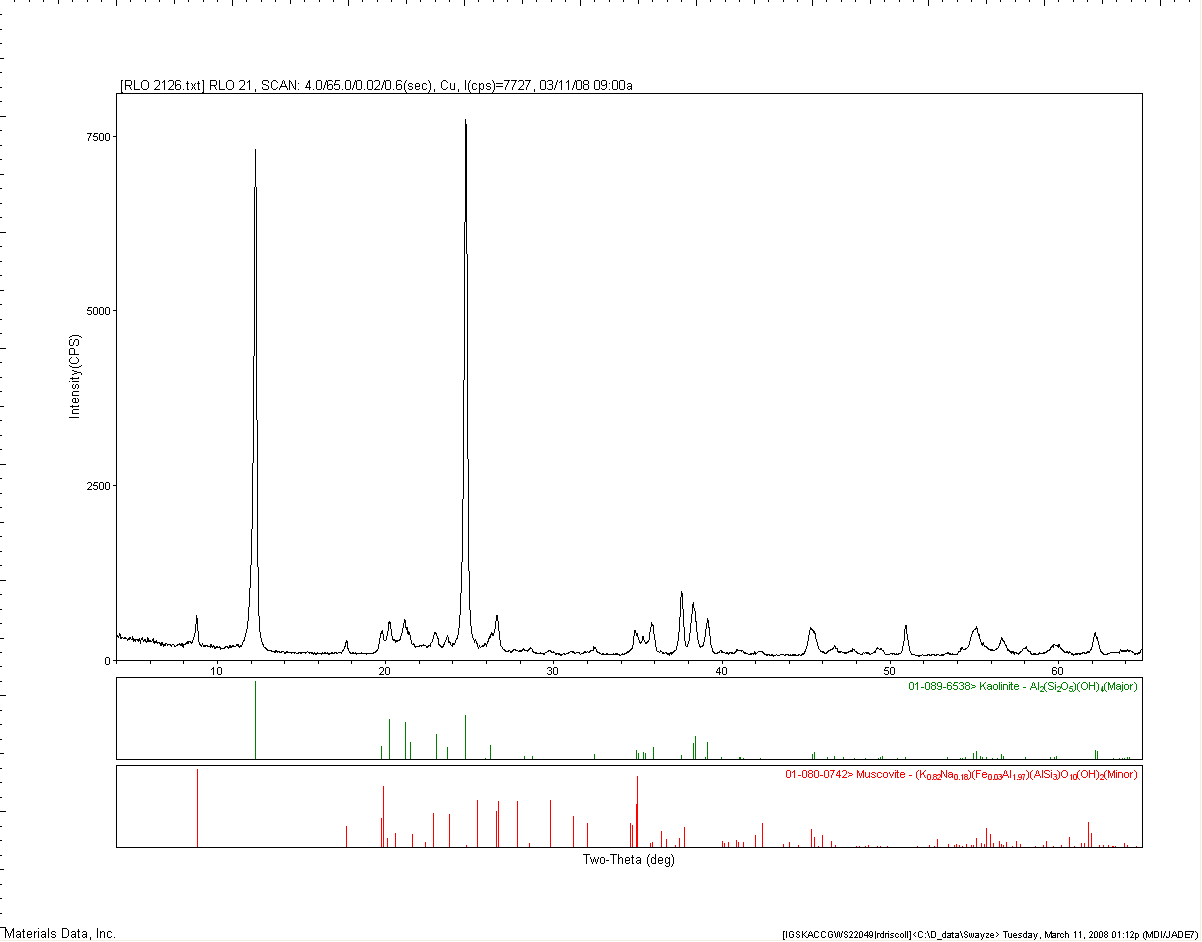 [RLO 2126.txt] RLO 21, SCAN: 4.0/65.0/0.02/0.6(sec), Cu, I(cps)=7727, 03/11/08 09:00a
7500
5000
2500
0
Intensity(CPS)
10 20 30 40 50 60
01-089-6538> Kaolinite - Al2(Si2O5)(OH)4(Major)
01-080-0742> Muscovite - (K0.82Na0.18)(Fe0.03Al1.97)(AlSi3)O10(OH)2(Minor)
Two-Theta (deg)
Materials Data, Inc.
[IGSKACCGWS22049|rdriscoll]<C:\D_data\Swayze> Tuesday, March 11, 2008 01:12p (MDI/JADE7)